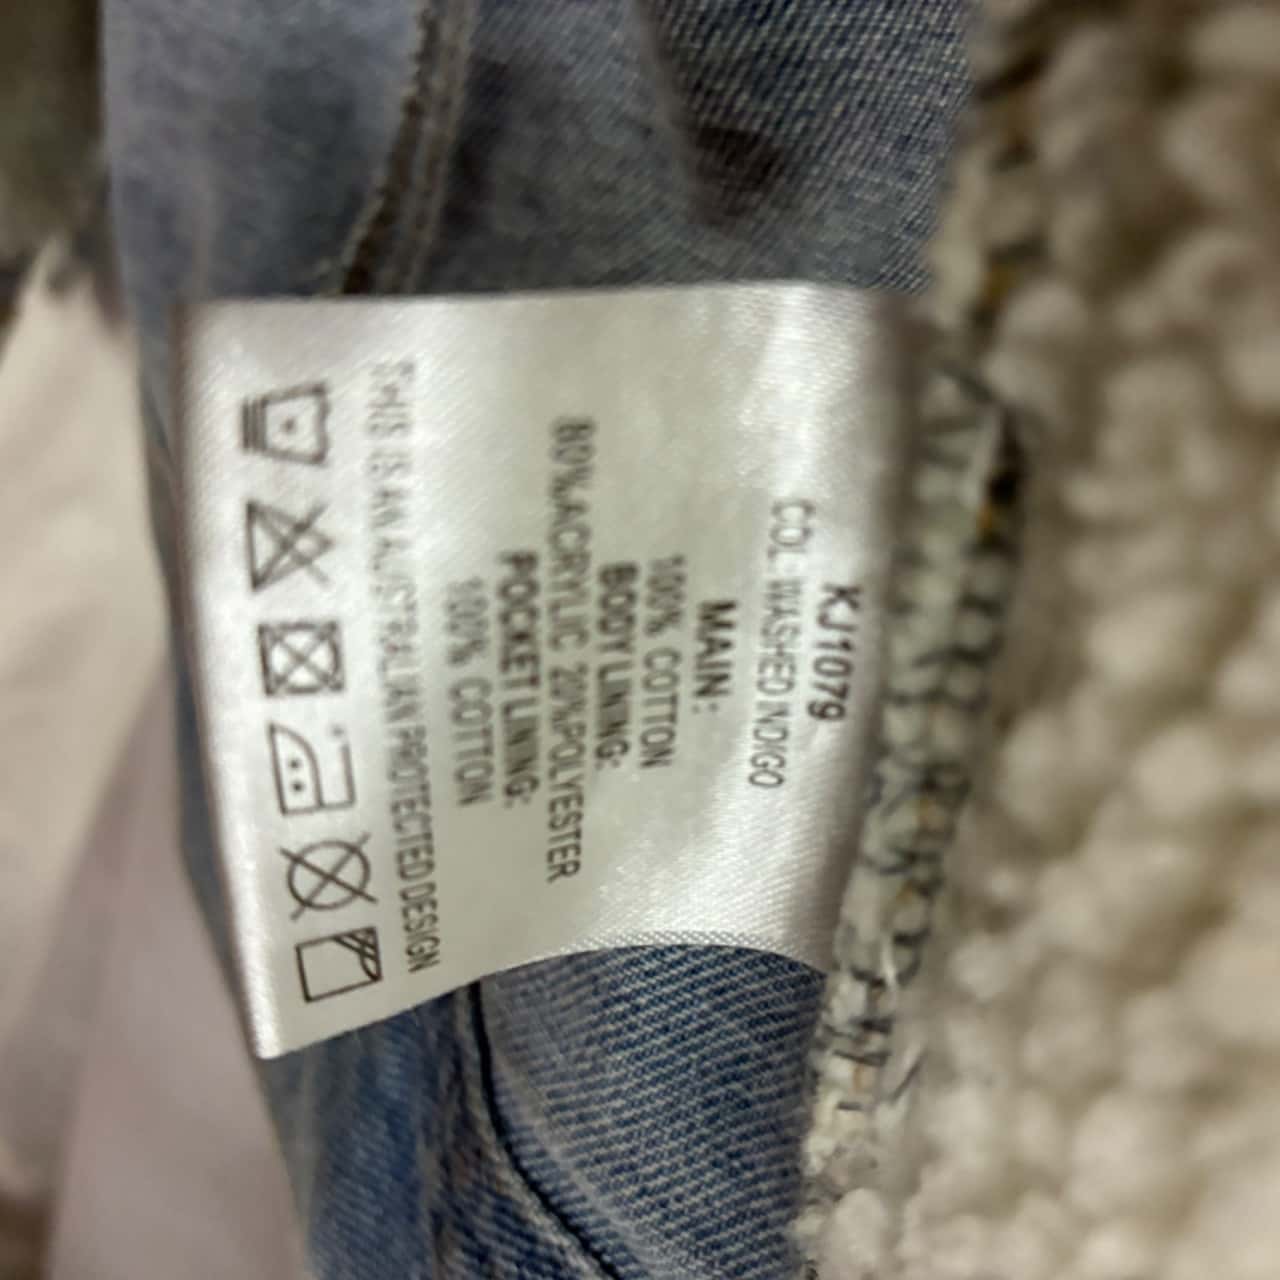 KJ1079
COL: WASHED INDIGO
MAIN:
100% COTTON
BODY LINING:
80%ACRYLIC 20%POLYESTER
POCKET LINING:
100% COTTON
THIS IS AN AUSTRALIAN PROTECTED DESIGN